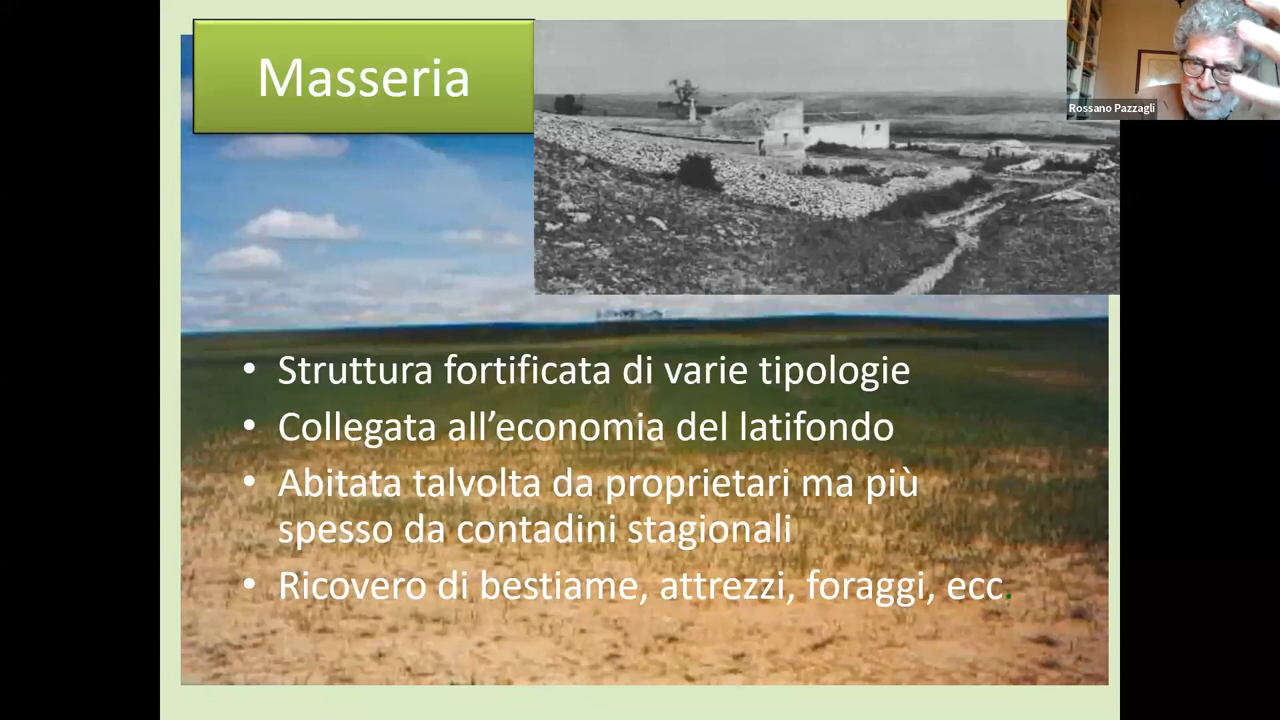 Masseria
Rossano Pazzagli
• Struttura fortificata di varie tipologie
• Collegata all’economia del latifondo
• Abitata talvolta da proprietari ma più
spesso da contadini stagionali
• Ricovero di bestiame, attrezzi, foraggi, ecc.